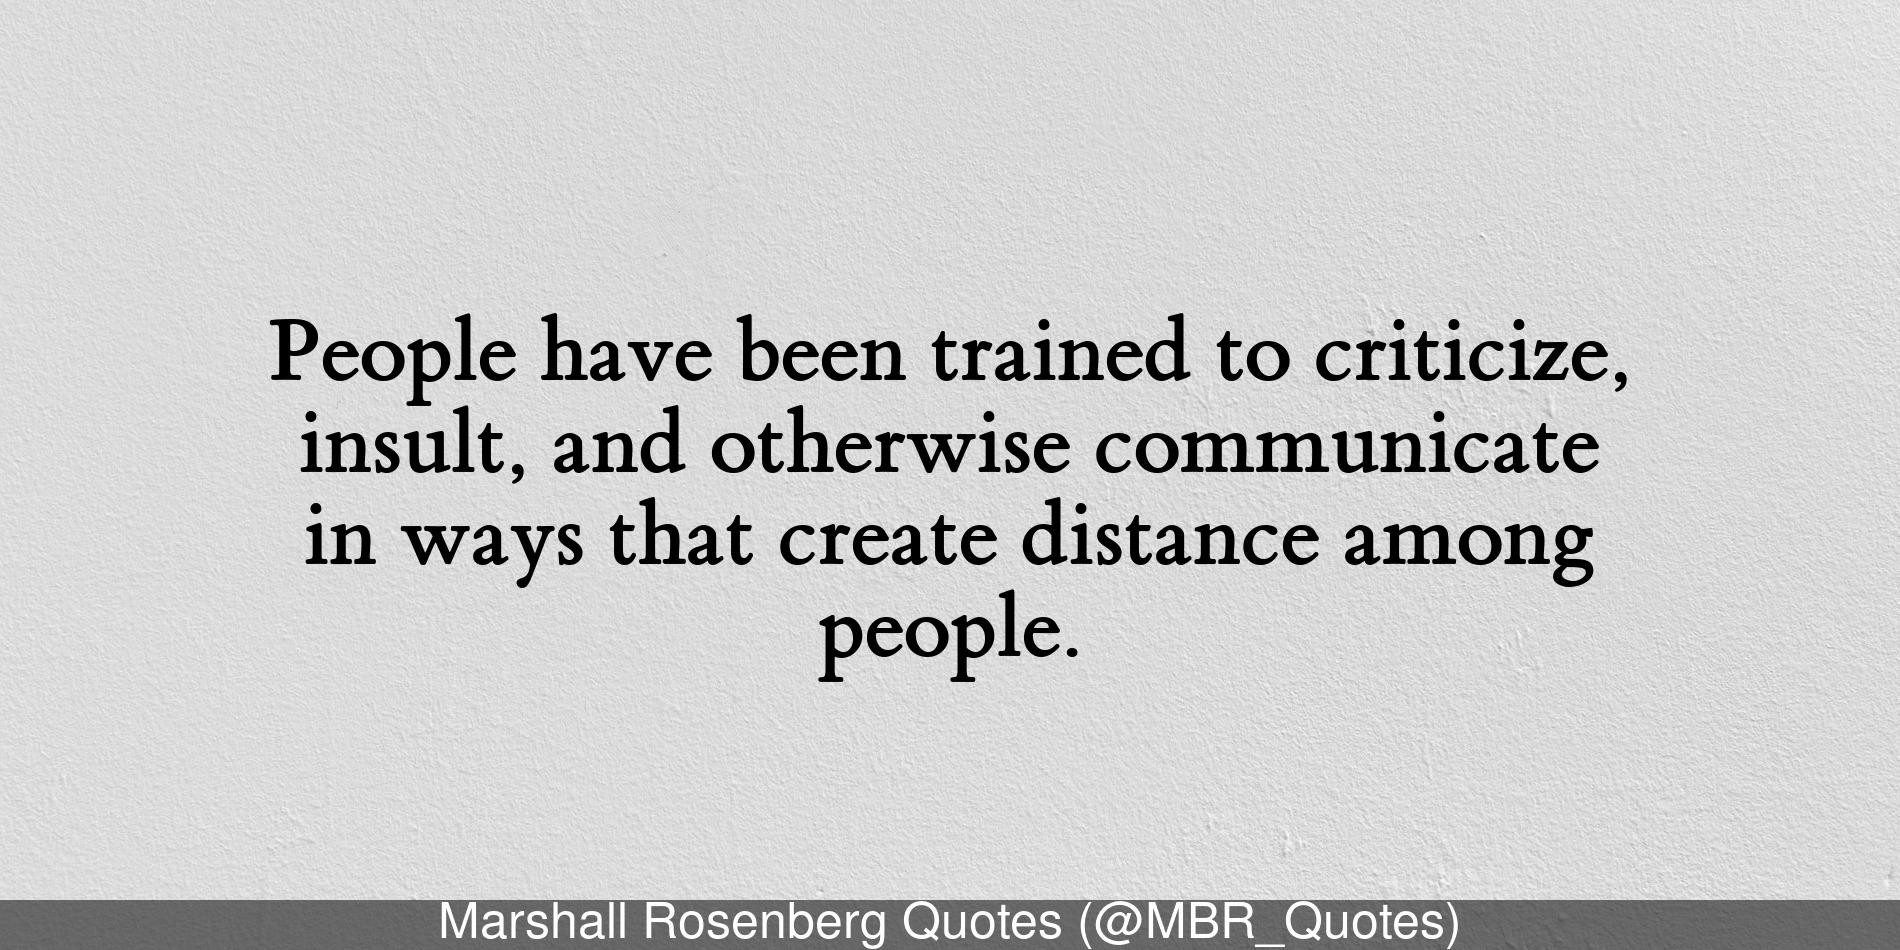 People have been trained to criticize,
insult, and otherwise communicate
in ways that create distance among
people.
Marshall Rosenberg Quotes (@MBR_Quotes)